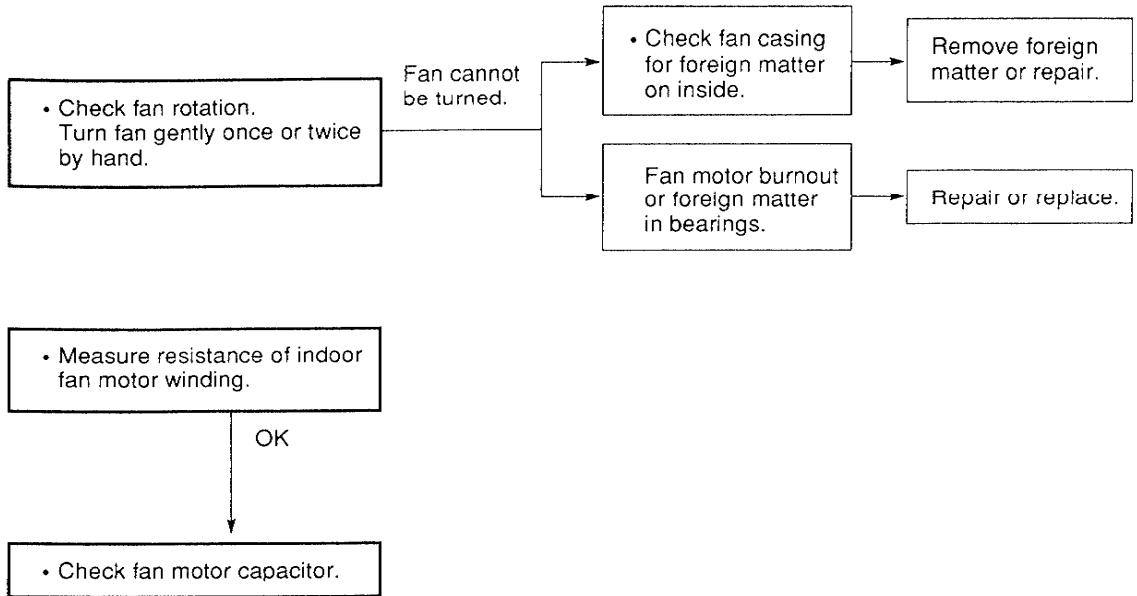 • Check fan rotation.
Turn fan gently once or twice
by hand.
Fan cannot
be turned.
• Check fan casing
for foreign matter
on inside.
Remove foreign
matter or repair.
Fan motor burnout
or foreign matter
in bearings.
Repair or replace.
• Measure resistance of indoor
fan motor winding.
OK
• Check fan motor capacitor.